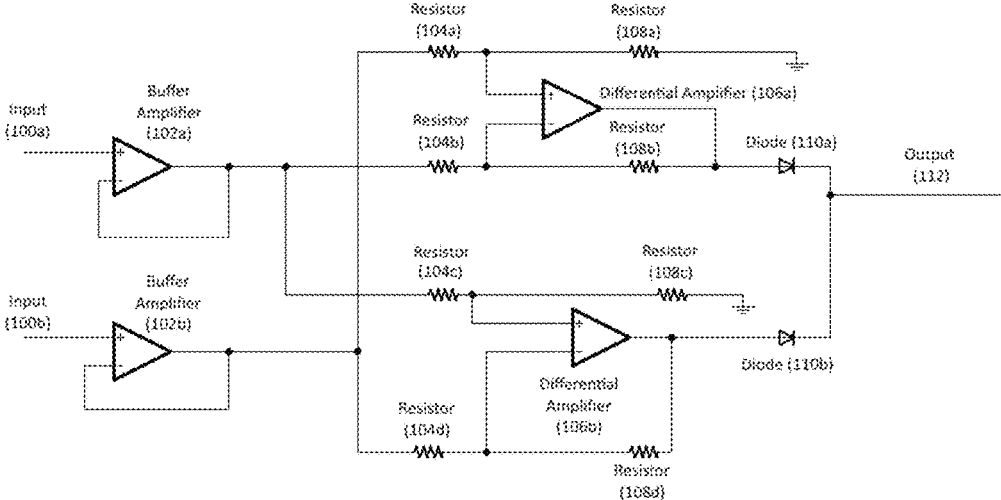 Resistor
(104a)
Resistor
(108a)
Input
(100a)
Buffer
Amplifier
(102a)
+
-
+
-
Differential Amplifier (106a)
Resistor
(104b)
Resistor
(108b)
Diode (110a)
Output
(112)
Resistor
(104c)
Resistor
(108c)
Input
(100b)
Buffer
Amplifier
(102b)
+
-
+
-
Differential
Amplifier
(106b)
Diode (110b)
Resistor
(104d)
Resistor
(108d)